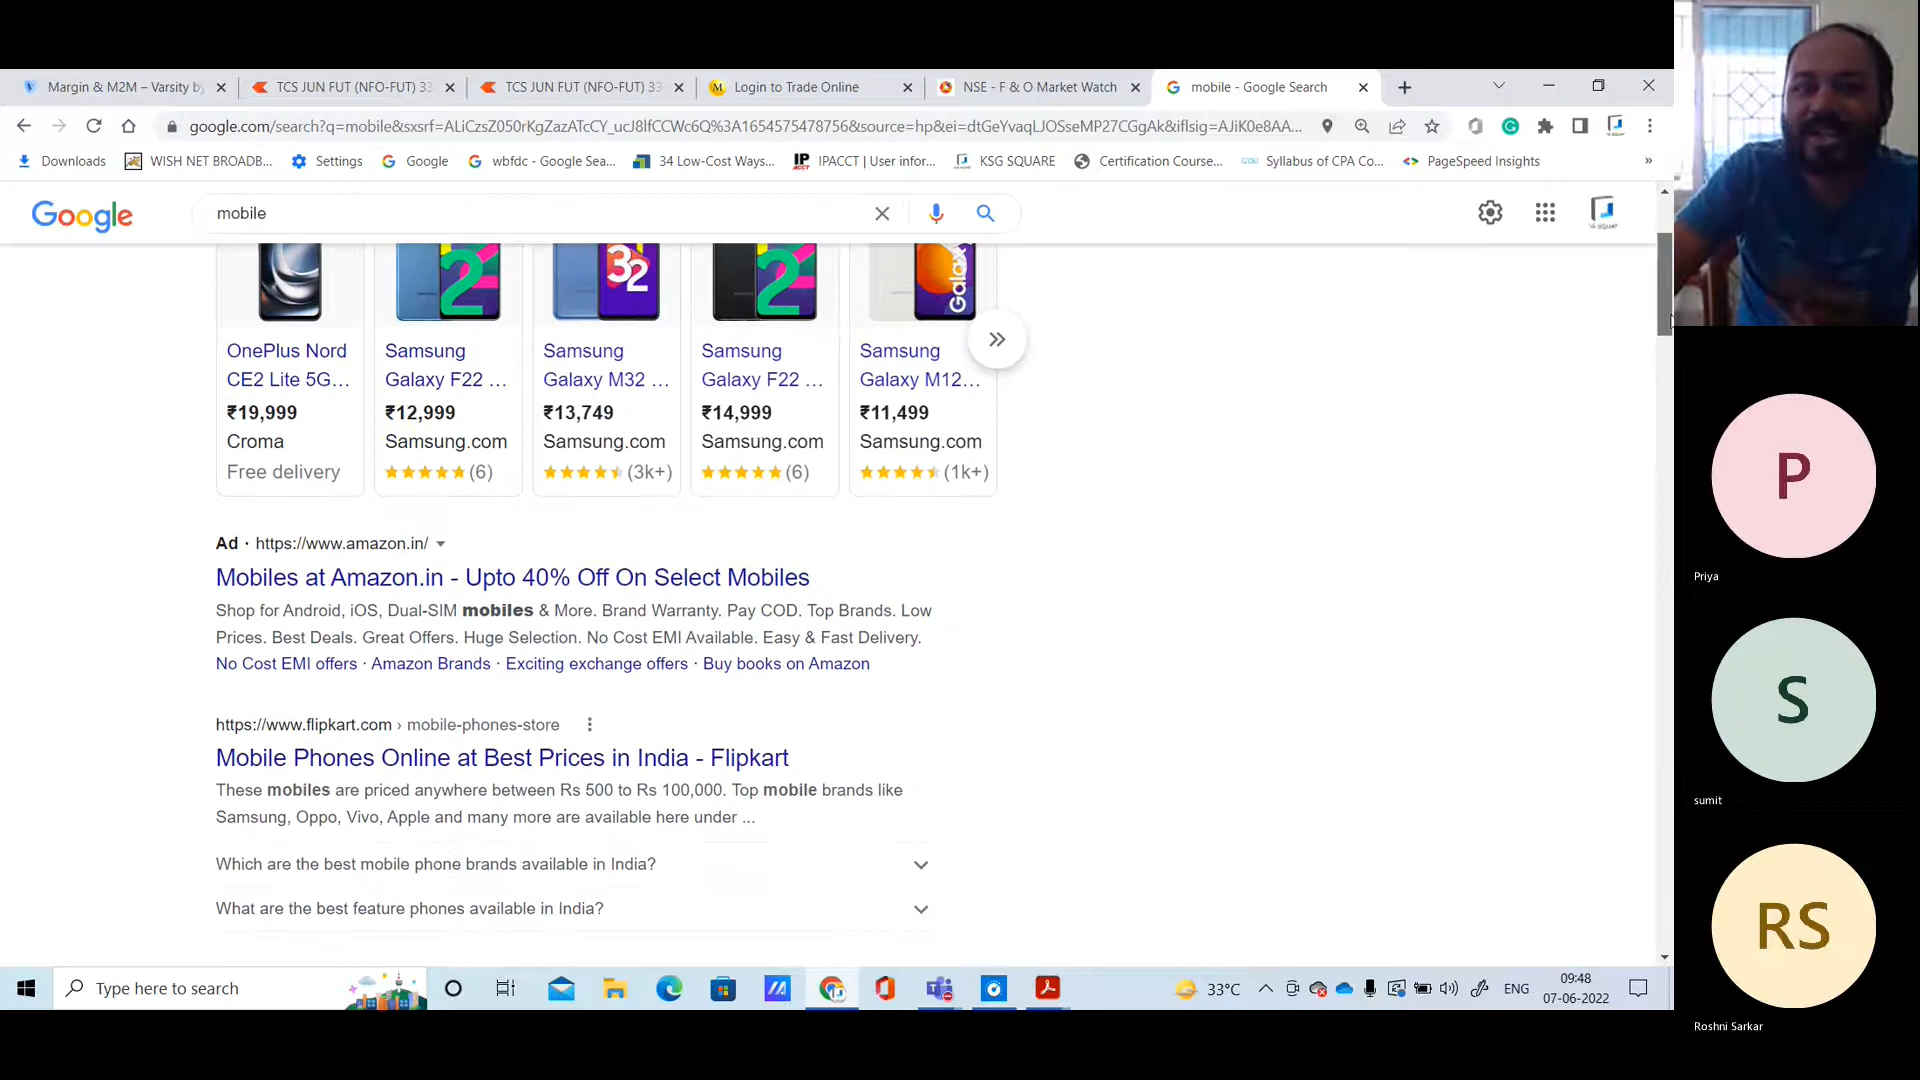 Margin & M2M – Varsity by
TCS JUN FUT (NFO-FUT) 33
TCS JUN FUT (NFO-FUT) 33
Login to Trade Online
NSE - F & O Market Watch
mobile - Google Search
google.com/search?q=mobile&sxsrf=ALiCzsZ050rKgZazATcCY_ucJ8lfCCWc6Q%3A1654575478756&source=hp&ei=dtGeYvaqLJOSseMP27CGgAk&iflsig=AJiK0e8AA...
Downloads
WISH NET BROADB...
Settings
Google
wbfdc - Google Sea...
34 Low-Cost Ways...
IPACCT | User infor...
KSG SQUARE
Certification Course...
Syllabus of CPA Co...
PageSpeed Insights
Google
mobile
2
32
2
Galaxy
OnePlus Nord
CE2 Lite 5G...
₹19,999
Croma
Free delivery
Samsung
Galaxy F22 ...
₹12,999
Samsung.com
(6)
Samsung
Galaxy M32 ...
₹13,749
Samsung.com
(3k+)
Samsung
Galaxy F22 ...
₹14,999
Samsung.com
(6)
Samsung
Galaxy M12...
₹11,499
Samsung.com
(1k+)
Ad · https://www.amazon.in/
Mobiles at Amazon.in - Upto 40% Off On Select Mobiles
Shop for Android, iOS, Dual-SIM mobiles & More. Brand Warranty. Pay COD. Top Brands. Low
Prices. Best Deals. Great Offers. Huge Selection. No Cost EMI Available. Easy & Fast Delivery.
No Cost EMI offers · Amazon Brands · Exciting exchange offers · Buy books on Amazon
https://www.flipkart.com › mobile-phones-store
Mobile Phones Online at Best Prices in India - Flipkart
These mobiles are priced anywhere between Rs 500 to Rs 100,000. Top mobile brands like
Samsung, Oppo, Vivo, Apple and many more are available here under ...
Which are the best mobile phone brands available in India?
What are the best feature phones available in India?
Type here to search
33°C
ENG
09:48
07-06-2022
P
Priya
S
sumit
RS
Roshni Sarkar